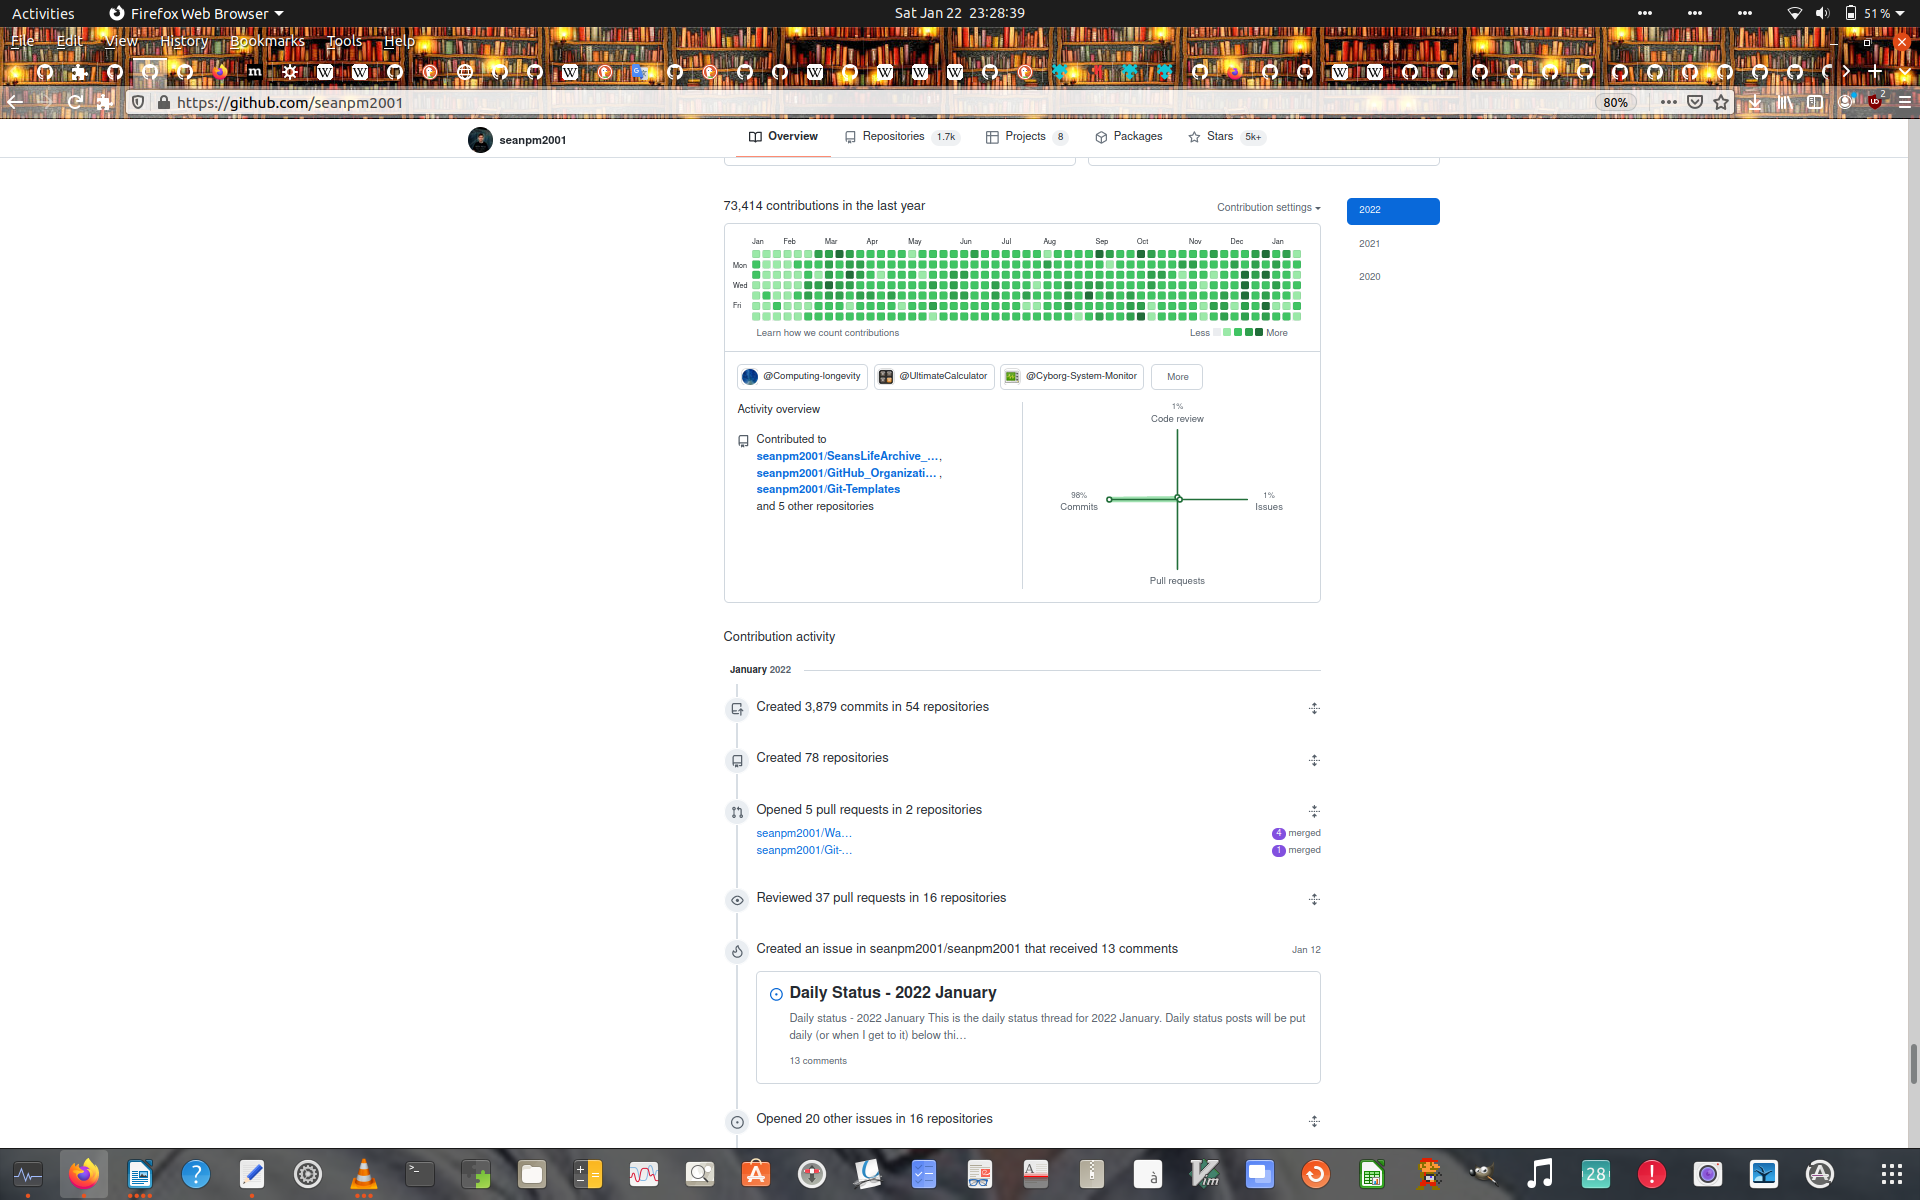 Activities
Firefox Web Browser
Sat Jan 22 23:28:39
51 %
File Edit View History Bookmarks Tools Help
https://github.com/seanpm2001
80%
2
seanpm2001
Overview
Repositories 1.7k
Projects 8
Packages
Stars 5k+
73,414 contributions in the last year
Contribution settings
2022
2021
2020
Jan Feb Mar Apr May Jun Jul Aug Sep Oct Nov Dec Jan
Mon
Wed
Fri
Learn how we count contributions
Less More
@Computing-longevity
@UltimateCalculator
@Cyborg-System-Monitor
More
Activity overview
Contributed to
seanpm2001/SeansLifeArchive_… ,
seanpm2001/GitHub_Organizati… ,
seanpm2001/Git-Templates
and 5 other repositories
1%
Code review
98%
Commits
1%
Issues
Pull requests
Contribution activity
January 2022
Created 3,879 commits in 54 repositories
Created 78 repositories
Opened 5 pull requests in 2 repositories
seanpm2001/Wa…
4 merged
seanpm2001/Git-…
1 merged
Reviewed 37 pull requests in 16 repositories
Created an issue in seanpm2001/seanpm2001 that received 13 comments
Jan 12
Daily Status - 2022 January
Daily status - 2022 January This is the daily status thread for 2022 January. Daily status posts will be put
daily (or when I get to it) below thi…
13 comments
Opened 20 other issues in 16 repositories
28